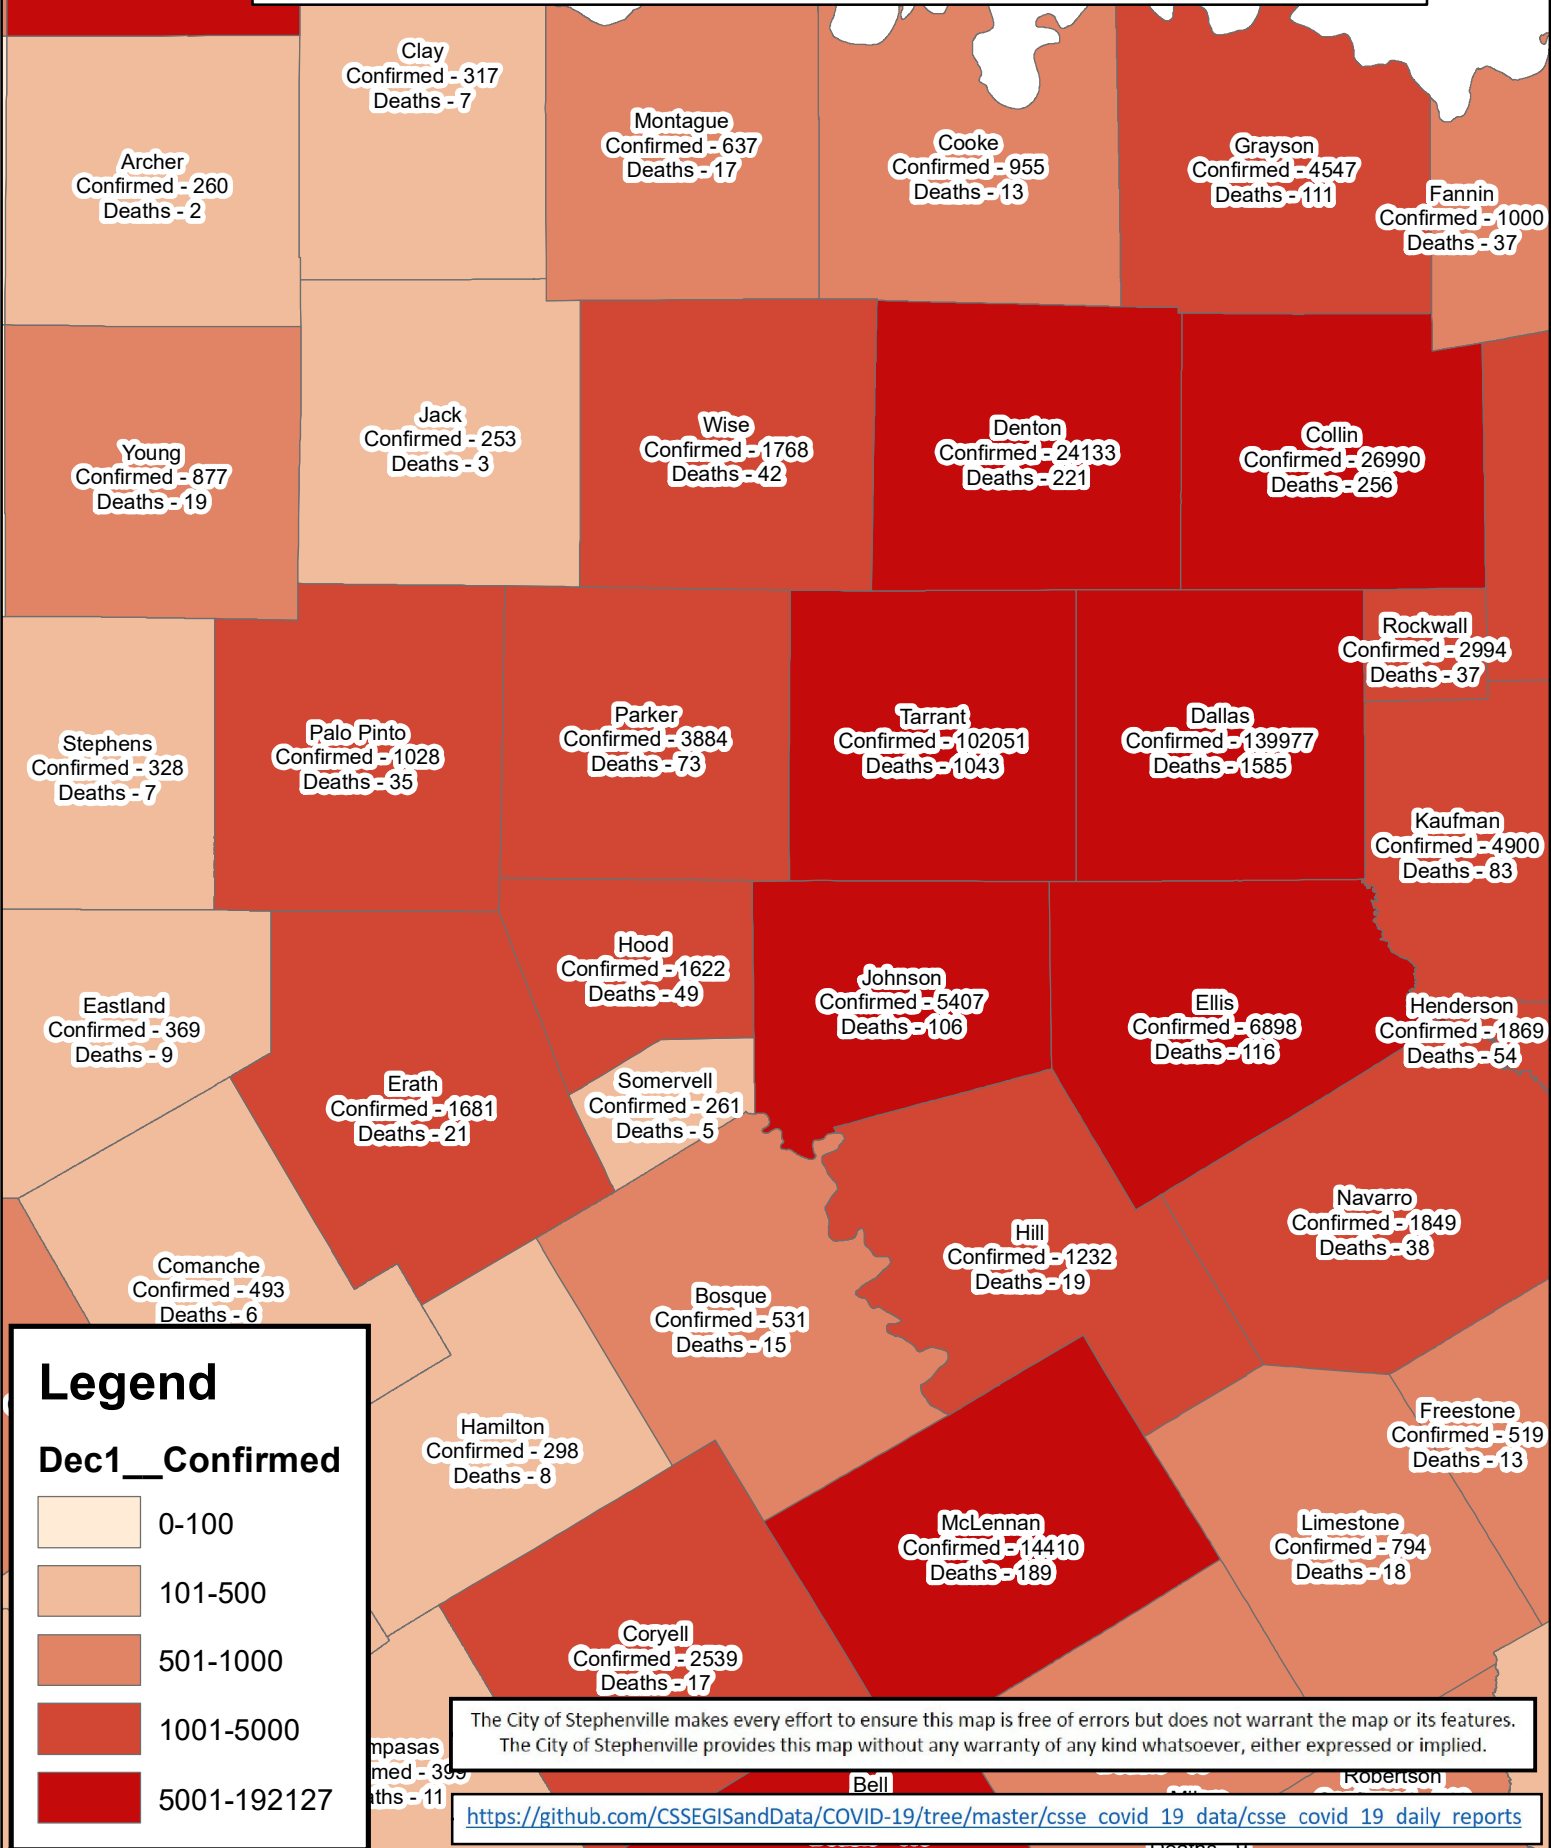 Clay
Confirmed - 317
Deaths - 7
Montague
Confirmed - 637
Deaths - 17
Cooke
Confirmed - 955
Deaths - 13
Grayson
Confirmed - 4547
Deaths - 111
Archer
Confirmed - 260
Deaths - 2
Fannin
Confirmed - 1000
Deaths - 37
Young
Confirmed - 877
Deaths - 19
Jack
Confirmed - 253
Deaths - 3
Wise
Confirmed - 1768
Deaths - 42
Denton
Confirmed - 24133
Deaths - 221
Collin
Confirmed - 26990
Deaths - 256
Rockwall
Confirmed - 2994
Deaths - 37
Stephens
Confirmed - 328
Deaths - 7
Palo Pinto
Confirmed - 1028
Deaths - 35
Parker
Confirmed - 3884
Deaths - 73
Tarrant
Confirmed - 102051
Deaths - 1043
Dallas
Confirmed - 139977
Deaths - 1585
Kaufman
Confirmed - 4900
Deaths - 83
Eastland
Confirmed - 369
Deaths - 9
Hood
Confirmed - 1622
Deaths - 49
Johnson
Confirmed - 5407
Deaths - 106
Ellis
Confirmed - 6898
Deaths - 116
Henderson
Confirmed - 1869
Deaths - 54
Erath
Confirmed - 1681
Deaths - 21
Somervell
Confirmed - 261
Deaths - 5
Comanche
Confirmed - 493
Deaths - 6
Bosque
Confirmed - 531
Deaths - 15
Hill
Confirmed - 1232
Deaths - 19
Navarro
Confirmed - 1849
Deaths - 38
Hamilton
Confirmed - 298
Deaths - 8
Freestone
Confirmed - 519
Deaths - 13
McLennan
Confirmed - 14410
Deaths - 189
Limestone
Confirmed - 794
Deaths - 18
Coryell
Confirmed - 2539
Deaths - 17
mpasas
med - 399
aths - 11
Bell
Robertson
Legend
Dec1__Confirmed
0-100
101-500
501-1000
1001-5000
5001-192127
The City of Stephenville makes every effort to ensure this map is free of errors but does not warrant the map or its features.
The City of Stephenville provides this map without any warranty of any kind whatsoever, either expressed or implied.
https://github.com/CSSEGISandData/COVID-19/tree/master/csse_covid_19_data/csse_covid_19_daily_reports